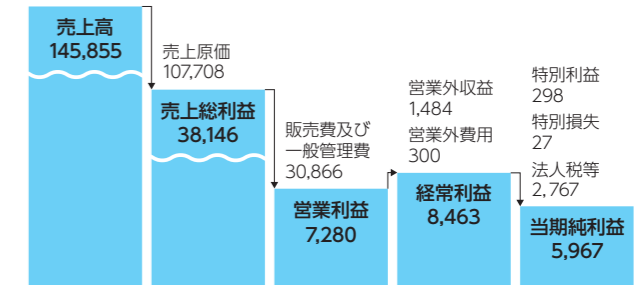 売上高
145,855
売上原価
107,708
売上総利益
38,146
販売費及び
一般管理費
30,866
営業利益
7,280
営業外収益
1,484
営業外費用
300
経常利益
8,463
特別利益
298
特別損失
27
法人税等
2,767
当期純利益
5,967